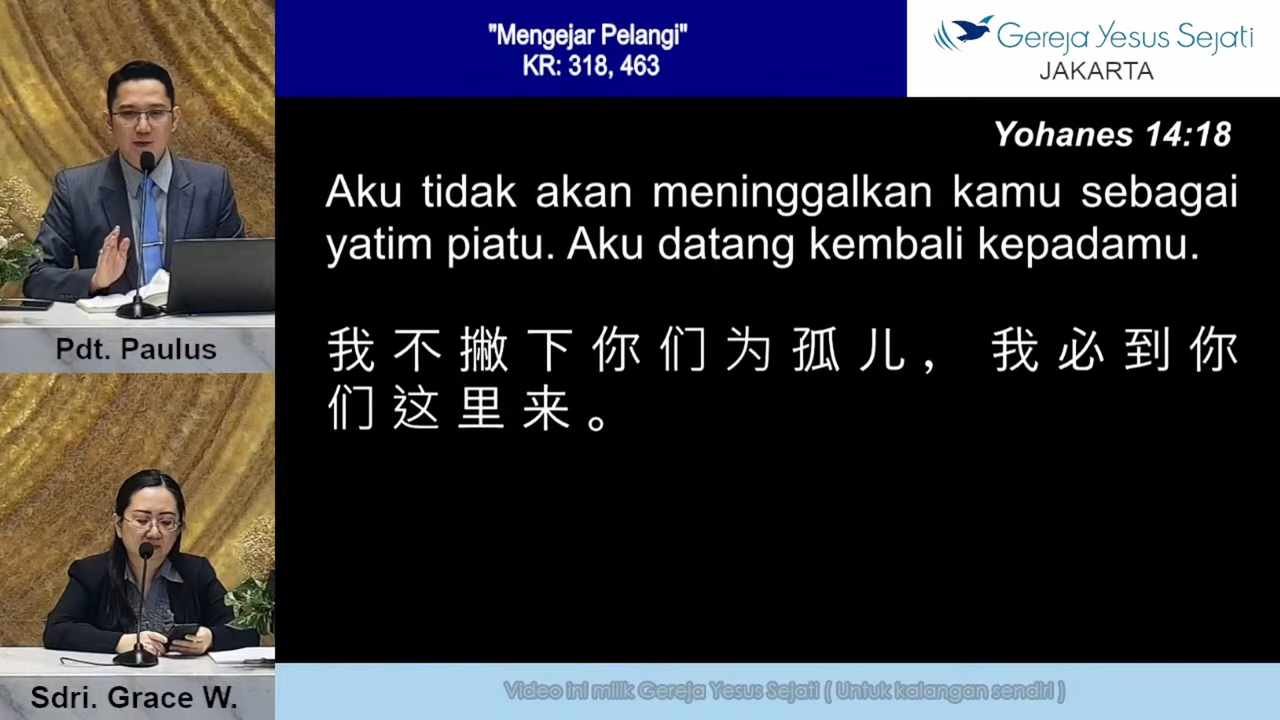 "Mengejar Pelangi"
KR: 318, 463
Gereja Yesus Sejati
JAKARTA
Yohanes 14:18
Aku tidak akan meninggalkan kamu sebagai
yatim piatu. Aku datang kembali kepadamu.
我不撇下你们为孤儿，我必到你
们这里来。
Pdt. Paulus
Sdri. Grace W.
Video ini milik Gereja Yesus Sejati ( Untuk kalangan sendiri )